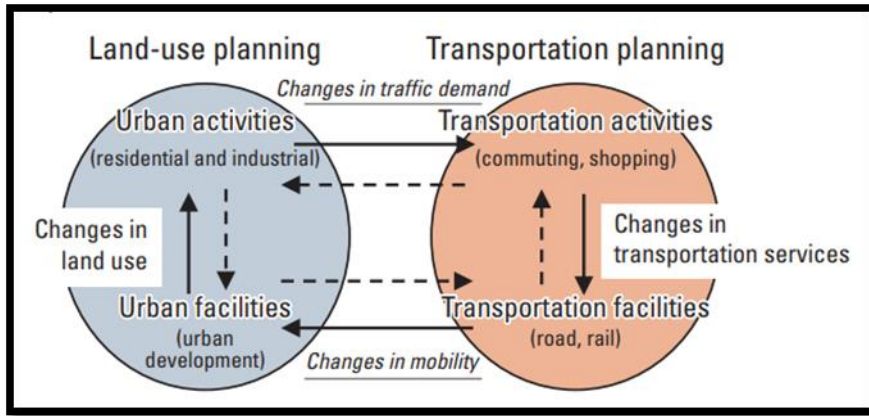 Land-use planning
Transportation planning
Changes in traffic demand
Urban activities
(residential and industrial)
Transportation activities
(commuting, shopping)
Changes in
land use
Changes in
transportation services
Urban facilities
(urban
development)
Transportation facilities
(road, rail)
Changes in mobility